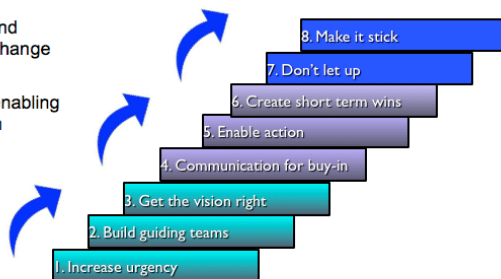 nd
hange
nabling
8. Make it stick
7. Don't let up
6. Create short term wins
5. Enable action
4. Communication for buy-in
3. Get the vision right
2. Build guiding teams
1. Increase urgency